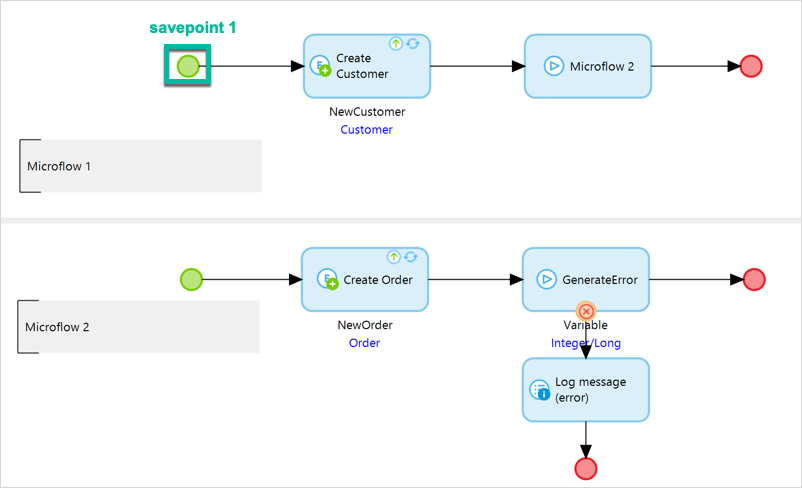 savepoint 1
Create
Customer
Microflow 2
NewCustomer
Customer
Microflow 1
Create Order
GenerateError
NewOrder
Order
Variable
Integer/Long
Microflow 2
Log message
(error)